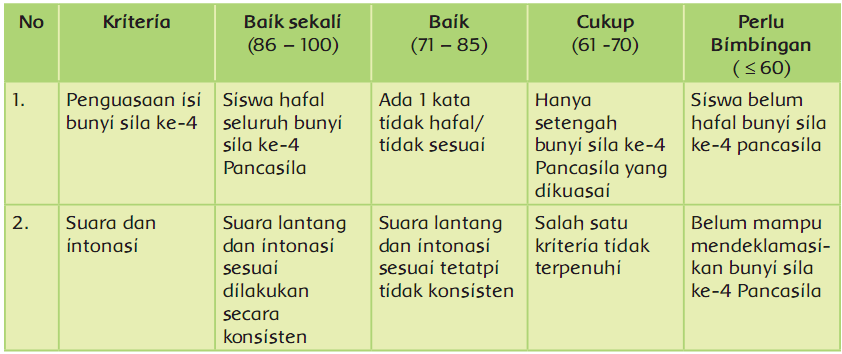 No
Kriteria
Baik sekali
(86 – 100)
Baik
(71 – 85)
Cukup
(61 -70)
Perlu
Bimbingan
( ≤ 60)
1.
Penguasaan isi
bunyi sila ke-4
Siswa hafal
seluruh bunyi
sila ke-4
Pancasila
Ada 1 kata
tidak hafal/
tidak sesuai
Hanya
setengah
bunyi sila ke-4
Pancasila yang
dikuasai
Siswa belum
hafal bunyi sila
ke-4 pancasila
2.
Suara dan
intonasi
Suara lantang
dan intonasi
sesuai
dilakukan
secara
konsisten
Suara lantang
dan intonasi
sesuai tetatpi
tidak konsisten
Salah satu
kriteria tidak
terpenuhi
Belum mampu
mendeklamasi-
kan bunyi sila
ke-4 Pancasila